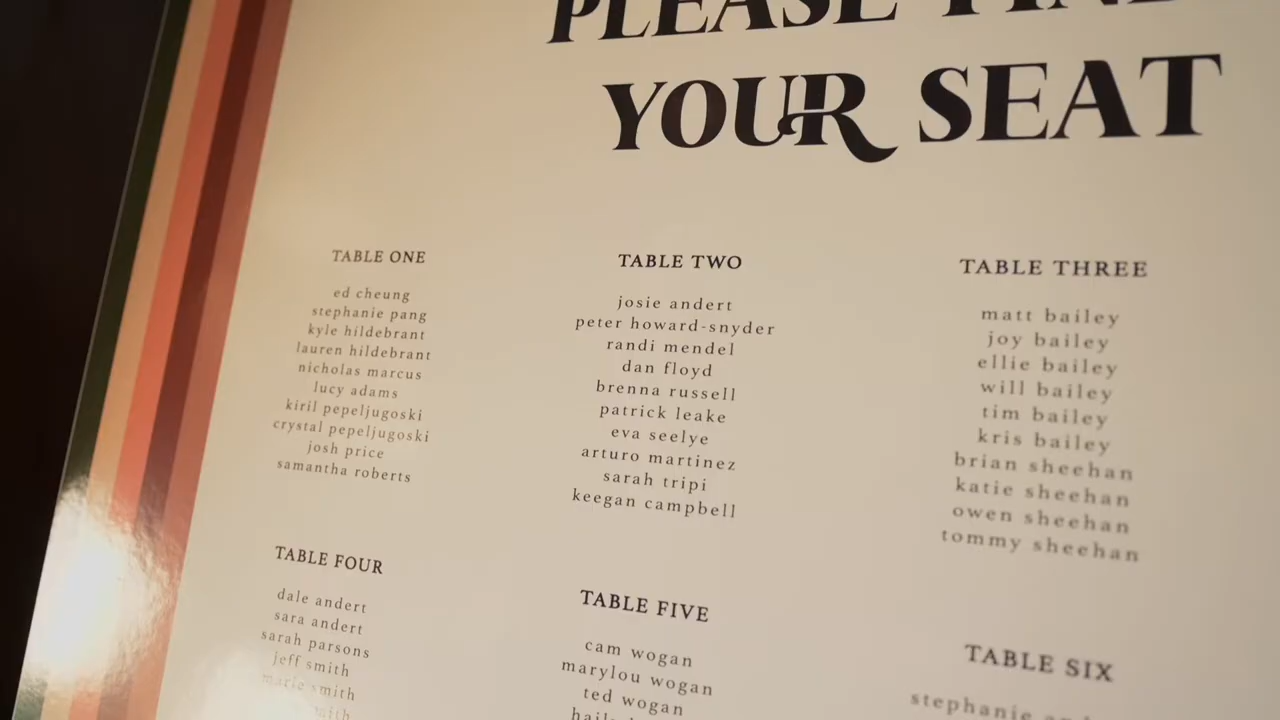 PLEASE
YOUR SEAT
TABLE ONE
ed cheung
stephanie pang
kyle hildebrant
lauren hildebrant
nicholas marcus
lucy adams
kiril pepeljugoski
crystal pepeljugoski
josh price
samantha roberts
TABLE TWO
josie andert
peter howard-snyder
randi mendel
dan floyd
brenna russell
patrick leake
eva seelye
arturo martinez
sarah tripi
keegan campbell
TABLE THREE
matt bailey
joy bailey
ellie bailey
will bailey
tim bailey
kris bailey
brian sheehan
katie sheehan
owen sheehan
tommy sheehan
TABLE FOUR
dale andert
sara andert
sarah parsons
jeff smith
marie smith
TABLE FIVE
cam wogan
marylou wogan
ted wogan
TABLE SIX
stephanie